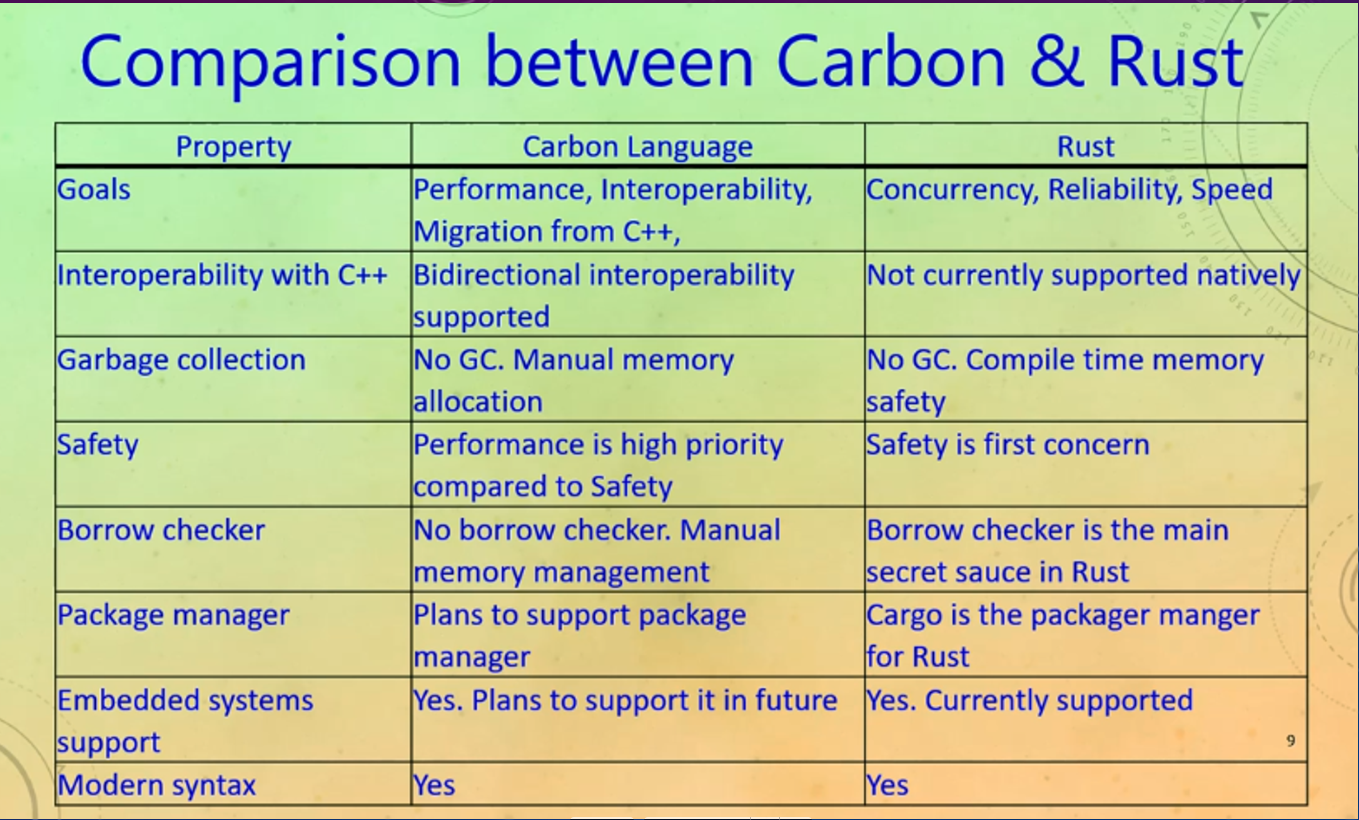 Comparison between Carbon & Rust
Property Carbon Language Rust
Goals Performance, Interoperability, Concurrency, Reliability, Speed
Migration from C++,
Interoperability with C++ Bidirectional interoperability Not currently supported natively
supported
Garbage collection No GC. Manual memory No GC. Compile time memory
allocation safety
Safety Performance is high priority Safety is first concern
compared to Safety
Borrow checker No borrow checker. Manual Borrow checker is the main
memory management secret sauce in Rust
Package manager Plans to support package Cargo is the packager manger
manager for Rust
Embedded systems Yes. Plans to support it in future Yes. Currently supported
support
9
Modern syntax Yes Yes